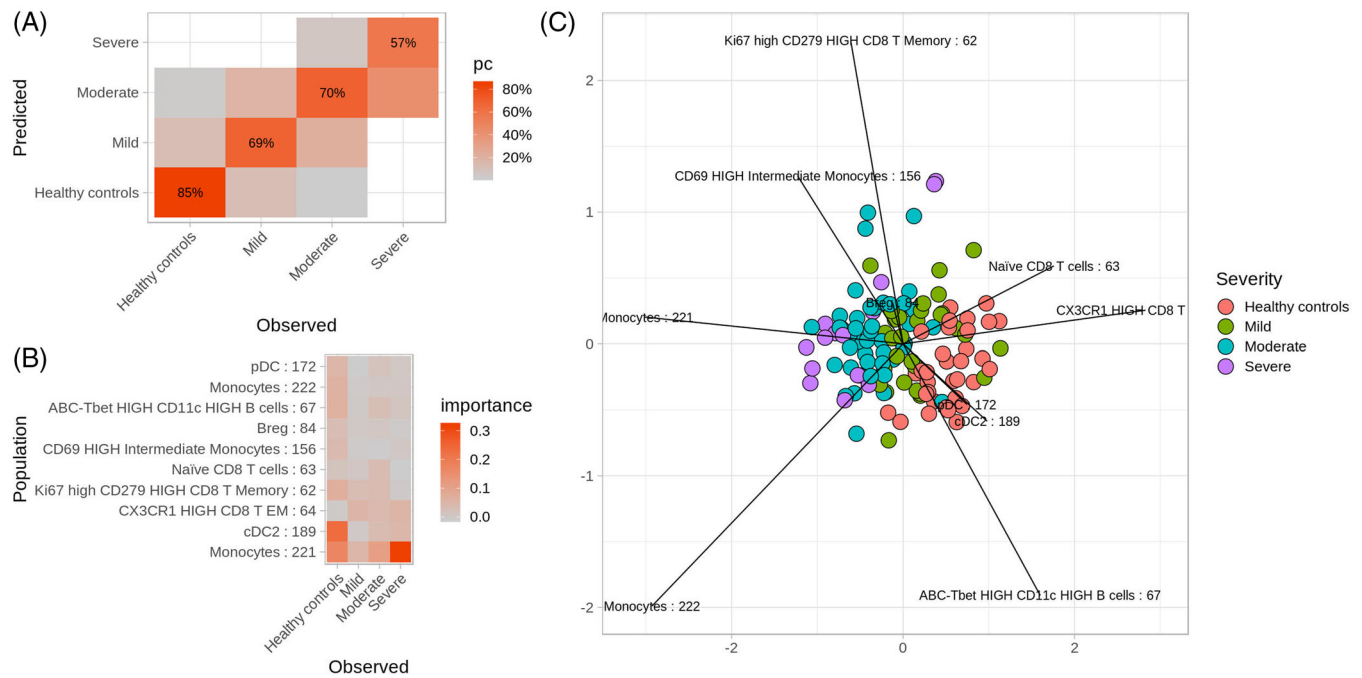 (A)
Predicted
Severe
Moderate
Mild
Healthy controls
57%
70%
69%
85%
Healthy controls
Mild
Moderate
Severe
Observed
pc
80%
60%
40%
20%
(B)
Population
pDC : 172
Monocytes : 222
ABC-Tbet HIGH CD11c HIGH B cells : 67
Breg : 84
CD69 HIGH Intermediate Monocytes : 156
Naïve CD8 T cells : 63
Ki67 high CD279 HIGH CD8 T Memory : 62
CX3CR1 HIGH CD8 T EM : 64
cDC2 : 189
Monocytes : 221
Healthy controls
Mild
Moderate
Severe
Observed
importance
0.3
0.2
0.1
0.0
(C)
2
1
0
-1
-2
Ki67 high CD279 HIGH CD8 T Memory : 62
CD69 HIGH Intermediate Monocytes : 156
Naïve CD8 T cells : 63
Breg : 84
CX3CR1 HIGH CD8 T
Monocytes : 221
pDC : 172
cDC2 : 189
ABC-Tbet HIGH CD11c HIGH B cells : 67
Monocytes : 222
-2
0
2
Severity
Healthy controls
Mild
Moderate
Severe